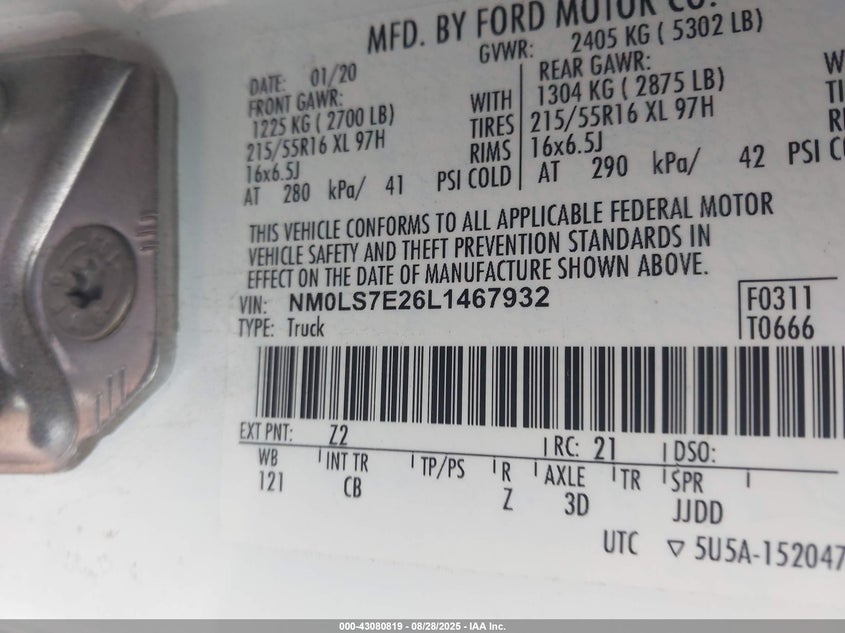 MFD. BY FORD MOTOR CO.
DATE: 01/20 GVWR: 2405 KG ( 5302 LB)
FRONT GAWR: REAR GAWR:
1225 KG ( 2700 LB) WITH 1304 KG ( 2875 LB)
215/55R16 XL 97H TIRES 215/55R16 XL 97H
16x6.5J RIMS 16x6.5J
AT 280 kPa/ 41 PSI COLD AT 290 kPa/ 42 PSI
THIS VEHICLE CONFORMS TO ALL APPLICABLE FEDERAL MOTOR
VEHICLE SAFETY AND THEFT PREVENTION STANDARDS IN
EFFECT ON THE DATE OF MANUFACTURE SHOWN ABOVE.
VIN: NM0LS7E26L1467932 F0311
TYPE: Truck T0666
EXT PNT: Z2 RC: 21 DSO:
WB INT TR TP/PS R AXLE TR SPR
121 CB Z 3D JJDD
UTC ▽ 5U5A-152047
000-43080819 - 08/28/2025 - IAA Inc.